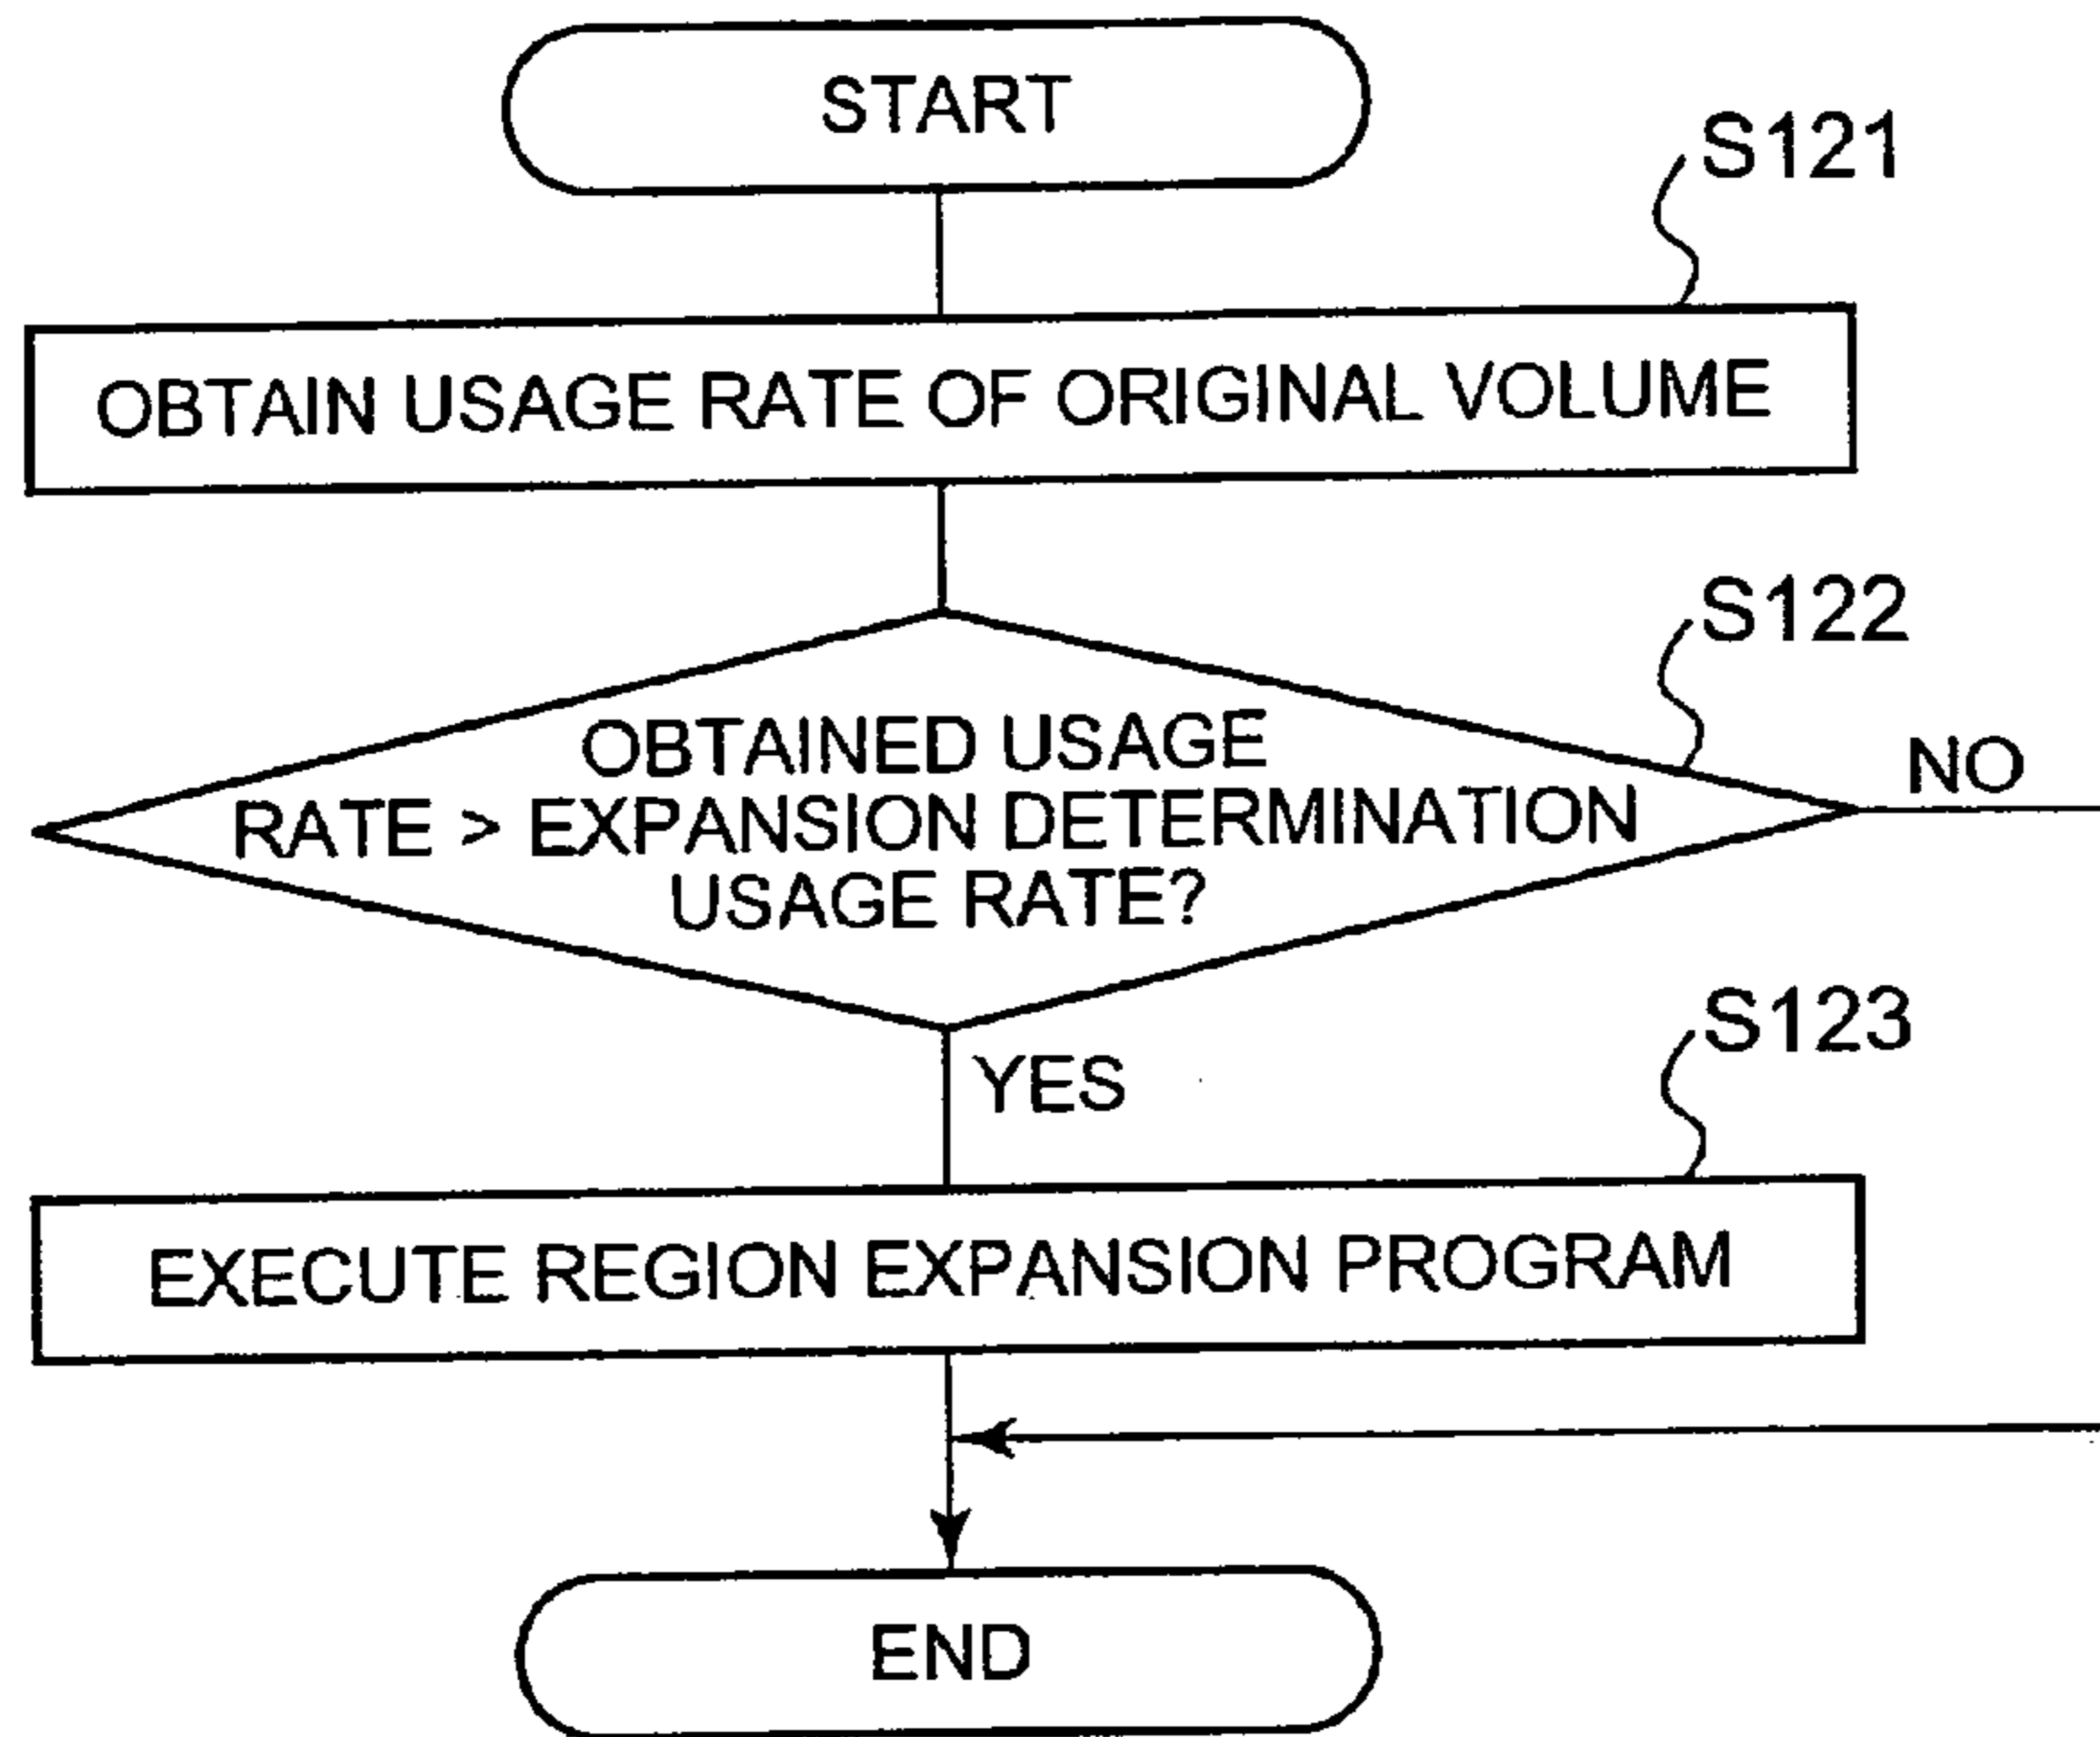 START
S121
OBTAIN USAGE RATE OF ORIGINAL VOLUME
S122
OBTAINED USAGE
RATE > EXPANSION DETERMINATION
USAGE RATE?
NO
YES
S123
EXECUTE REGION EXPANSION PROGRAM
END